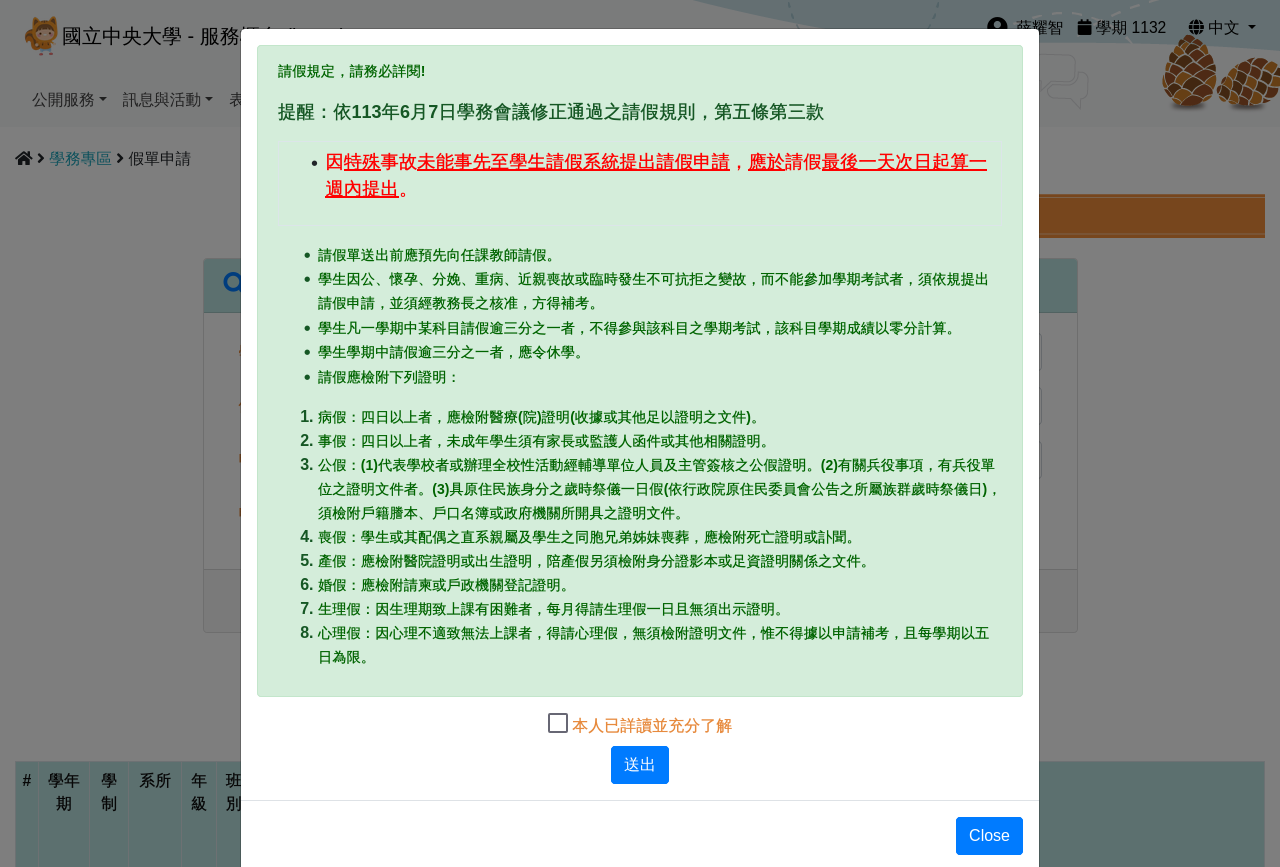 國立中央大學 - 服務櫃台
薛耀智 學期 1132 中文
公開服務 訊息與活動 表
學務專區 假單申請
請假規定，請務必詳閱!
提醒：依113年6月7日學務會議修正通過之請假規則，第五條第三款
因特殊事故未能事先至學生請假系統提出請假申請，應於請假最後一天次日起算一
週內提出。
請假單送出前應預先向任課教師請假。
學生因公、懷孕、分娩、重病、近親喪故或臨時發生不可抗拒之變故，而不能參加學期考試者，須依規提出
請假申請，並須經教務長之核准，方得補考。
學生凡一學期中某科目請假逾三分之一者，不得參與該科目之學期考試，該科目學期成績以零分計算。
學生學期中請假逾三分之一者，應令休學。
請假應檢附下列證明：
1. 病假：四日以上者，應檢附醫療(院)證明(收據或其他足以證明之文件)。
2. 事假：四日以上者，未成年學生須有家長或監護人函件或其他相關證明。
3. 公假：(1)代表學校者或辦理全校性活動經輔導單位人員及主管簽核之公假證明。(2)有關兵役事項，有兵役單
位之證明文件者。(3)具原住民族身分之歲時祭儀一日假(依行政院原住民委員會公告之所屬族群歲時祭儀日)，
須檢附戶籍謄本、戶口名簿或政府機關所開具之證明文件。
4. 喪假：學生或其配偶之直系親屬及學生之同胞兄弟姊妹喪葬，應檢附死亡證明或訃聞。
5. 產假：應檢附醫院證明或出生證明，陪產假另須檢附身分證影本或足資證明關係之文件。
6. 婚假：應檢附請柬或戶政機關登記證明。
7. 生理假：因生理期致上課有困難者，每月得請生理假一日且無須出示證明。
8. 心理假：因心理不適致無法上課者，得請心理假，無須檢附證明文件，惟不得據以申請補考，且每學期以五
日為限。
本人已詳讀並充分了解
送出
# 學年 學 系所 年 班
期 制 級 別
Close